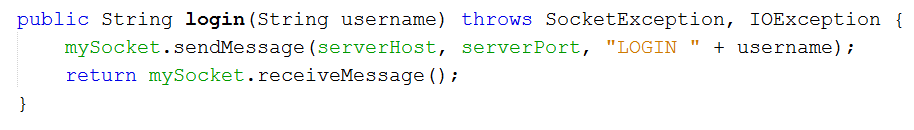 public String login(String username) throws SocketException, IOException {
    mySocket.sendMessage(serverHost, serverPort, "LOGIN " + username);
    return mySocket.receiveMessage();
}